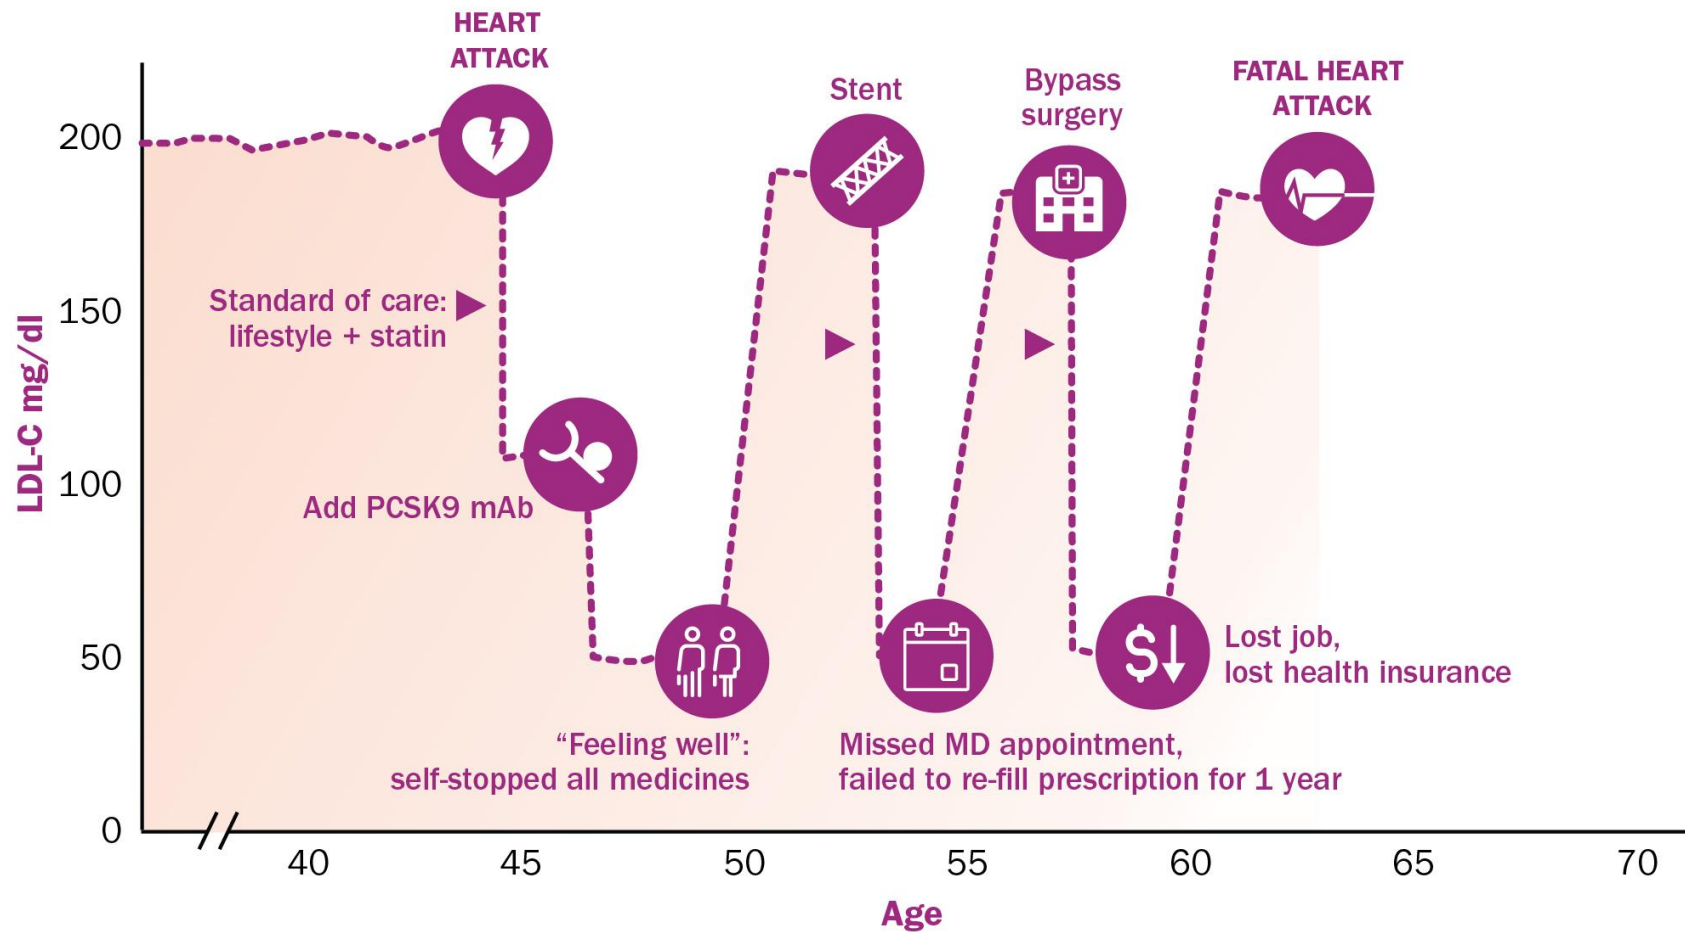 HEART
ATTACK
Stent
Bypass
surgery
FATAL HEART
ATTACK
200
150
100
50
0
LDL-C mg/dl
Standard of care:
lifestyle + statin
Add PCSK9 mAb
$
Lost job,
lost health insurance
“Feeling well”:
self-stopped all medicines
Missed MD appointment,
failed to re-fill prescription for 1 year
40 45 50 55 60 65 70
Age